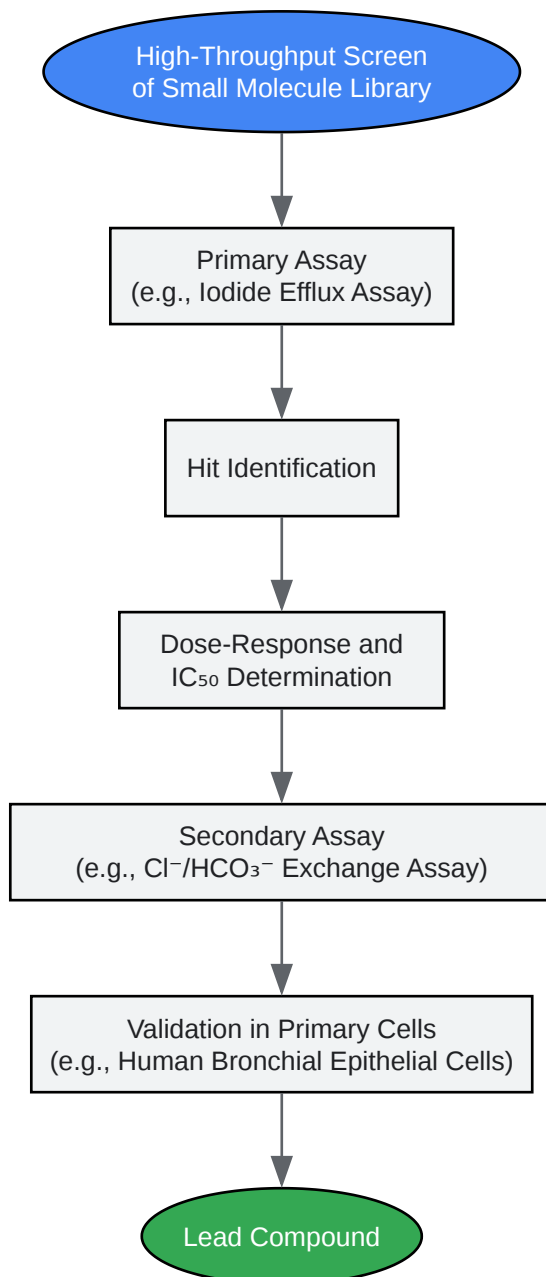 High-Throughput Screen
of Small Molecule Library
Primary Assay
(e.g., Iodide Efflux Assay)
Hit Identification
Dose-Response and
IC₅₀ Determination
Secondary Assay
(e.g., Cl⁻/HCO₃⁻ Exchange Assay)
Validation in Primary Cells
(e.g., Human Bronchial Epithelial Cells)
Lead Compound